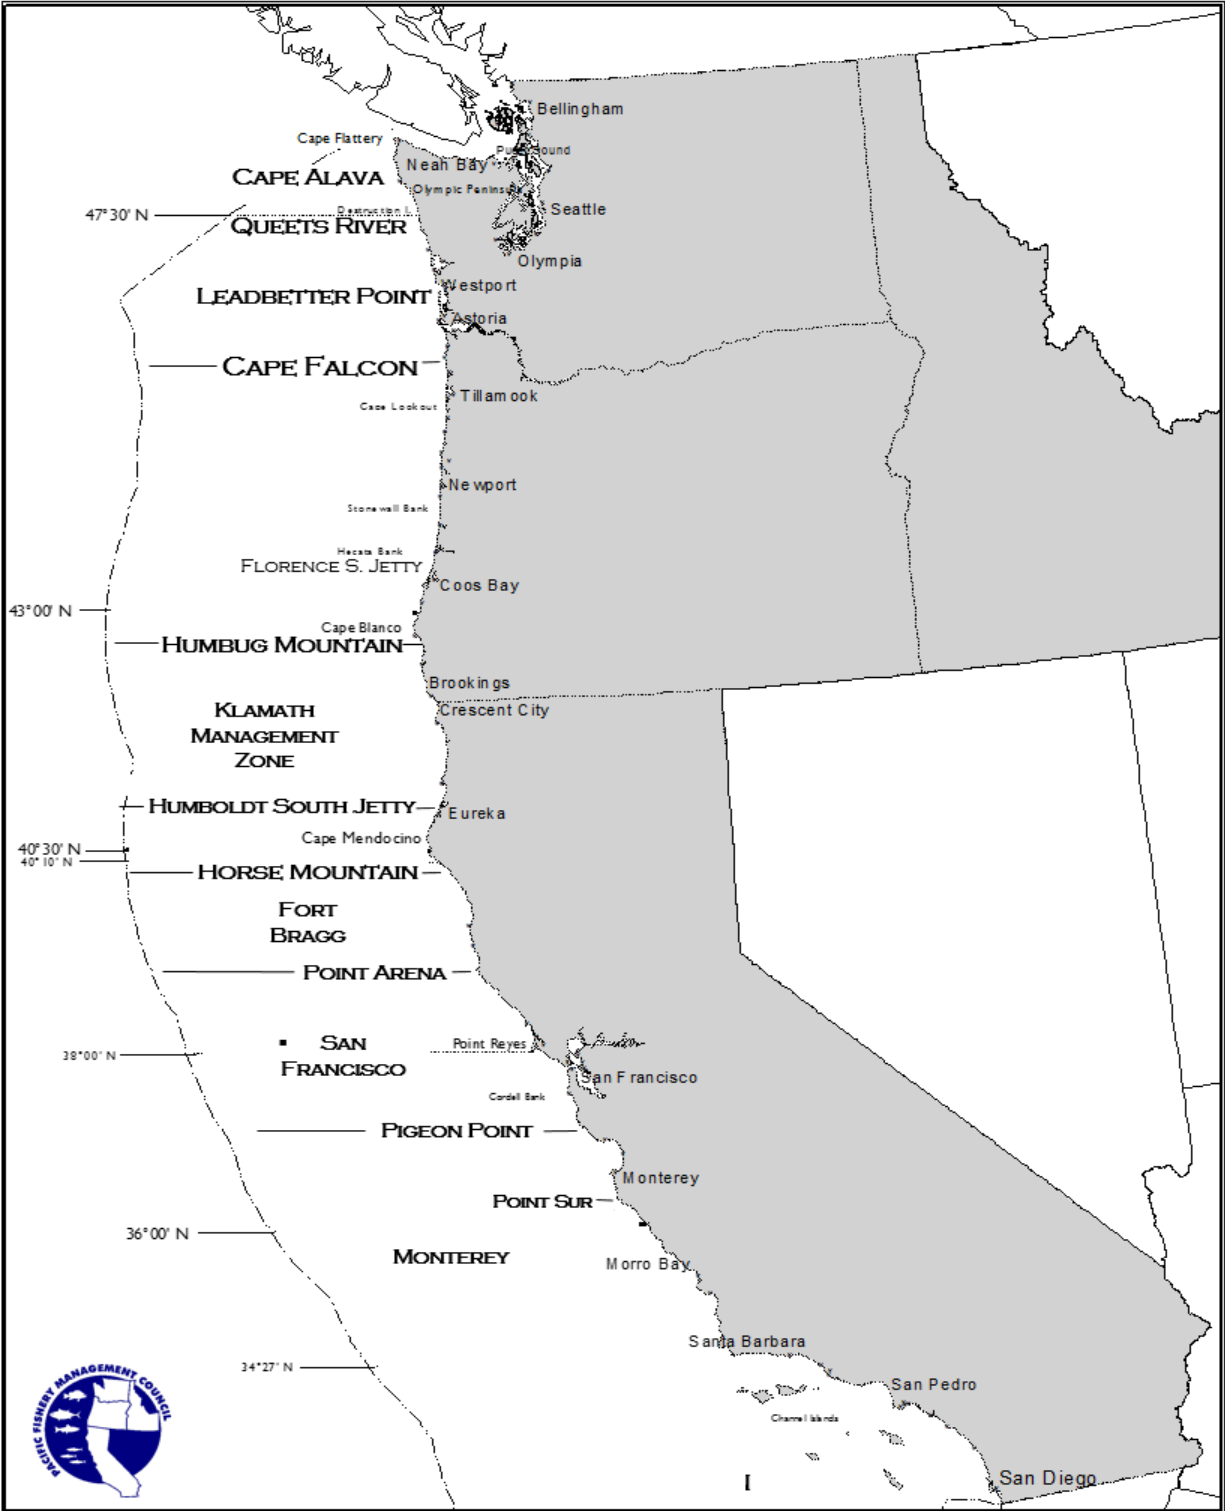 Bellingham
Cape Flattery
Puget Sound
Neah Bay
CAPE ALAVA
Olympic Peninsula
47°30' N
Destruction I.
Seattle
QUEETS RIVER
Olympia
Westport
LEADBETTER POINT
Astoria
CAPE FALCON
Tillamook
Cape Lookout
Newport
Stonewall Bank
Heceta Bank
FLORENCE S. JETTY
Coos Bay
43°00' N
Cape Blanco
HUMBUG MOUNTAIN
Brookings
Crescent City
KLAMATH
MANAGEMENT
ZONE
HUMBOLDT SOUTH JETTY
Eureka
Cape Mendocino
40°30' N
40°10' N
HORSE MOUNTAIN
FORT
BRAGG
POINT ARENA
SAN
FRANCISCO
Point Reyes
38°00' N
San Francisco
Cordell Bank
PIGEON POINT
Monterey
POINT SUR
36°00' N
MONTEREY
Morro Bay
Santa Barbara
34°27' N
San Pedro
Channel Islands
San Diego
PACIFIC FISHERY MANAGEMENT COUNCIL